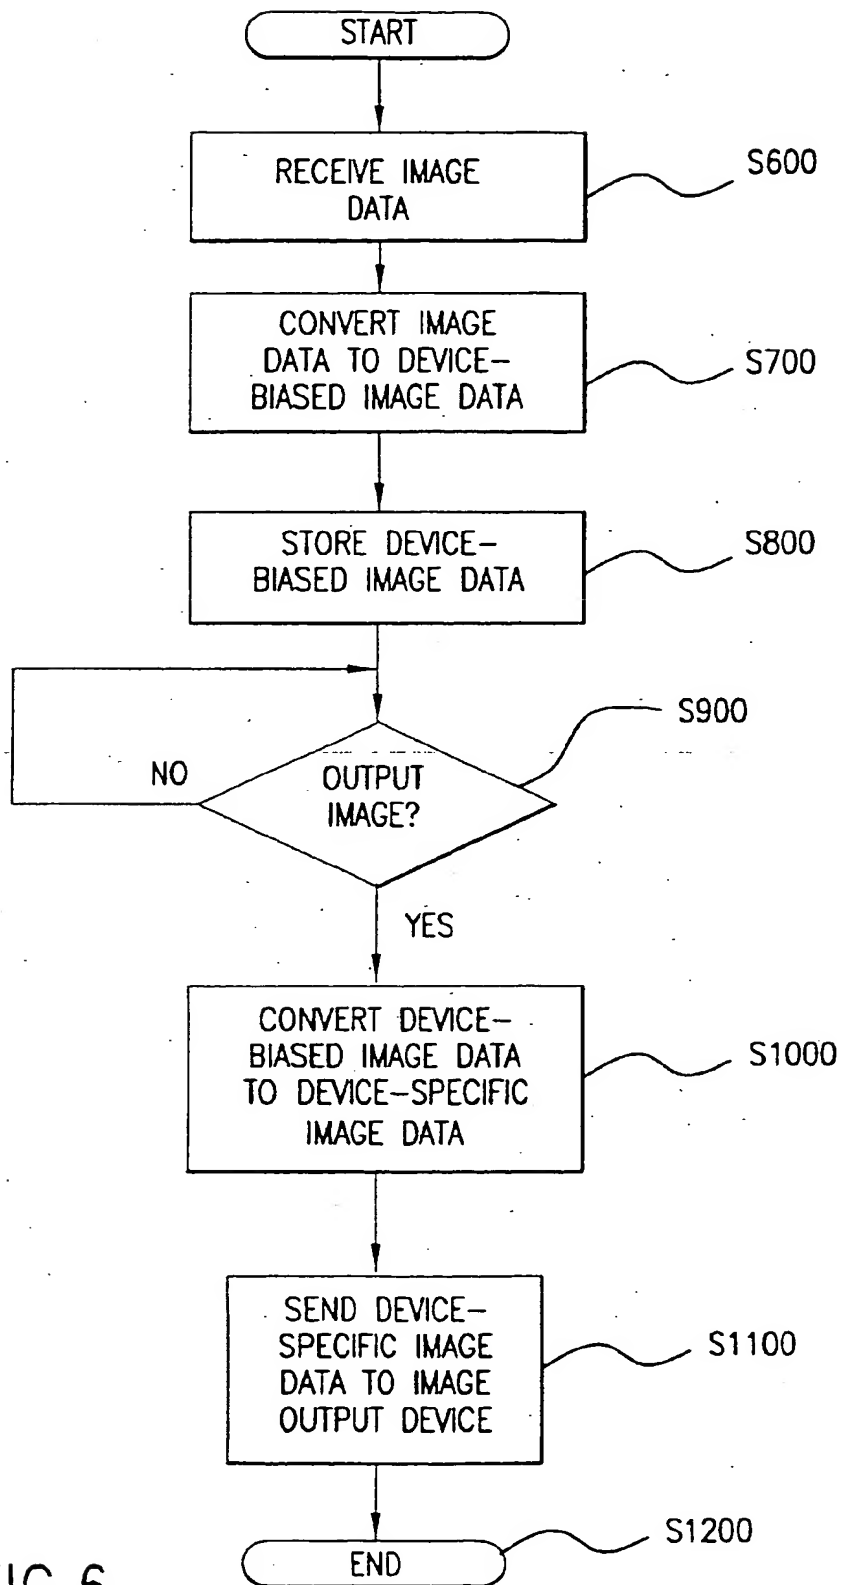 START
RECEIVE IMAGE
DATA
S600
CONVERT IMAGE
DATA TO DEVICE-
BIASED IMAGE DATA
S700
STORE DEVICE-
BIASED IMAGE DATA
S800
S900
NO
OUTPUT
IMAGE?
YES
CONVERT DEVICE-
BIASED IMAGE DATA
TO DEVICE-SPECIFIC
IMAGE DATA
S1000
SEND DEVICE-
SPECIFIC IMAGE
DATA TO IMAGE
OUTPUT DEVICE
S1100
END
S1200